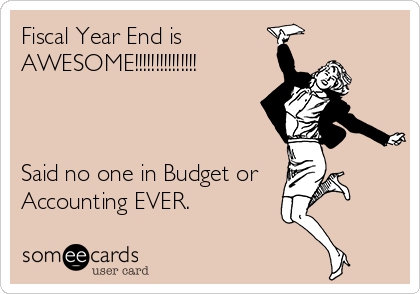 Fiscal Year End is
AWESOME!!!!!!!!!!!!!!!
Said no one in Budget or
Accounting EVER.
someecards
user card